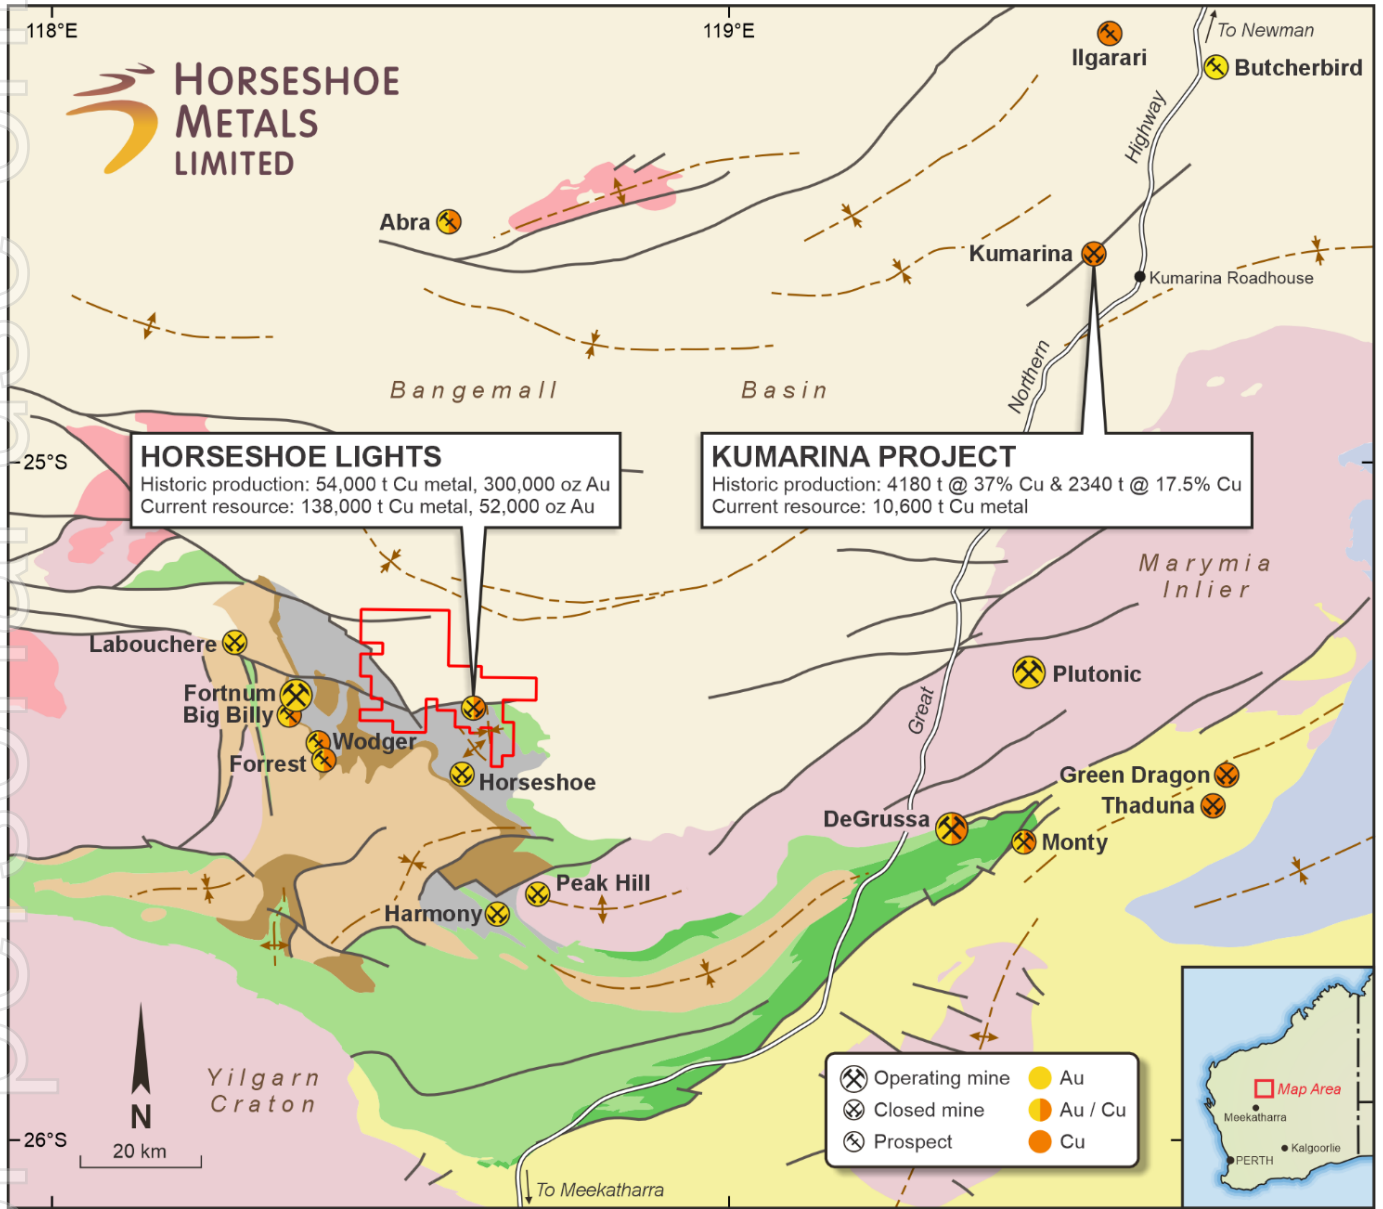 118°E
119°E
To Newman
HORSESHOE
METALS
LIMITED
Ilgarari
Butcherbird
Highway
Abra
Kumarina
Kumarina Roadhouse
Northern
Bangemall Basin
25°S
HORSESHOE LIGHTS
Historic production: 54,000 t Cu metal, 300,000 oz Au
Current resource: 138,000 t Cu metal, 52,000 oz Au
KUMARINA PROJECT
Historic production: 4180 t @ 37% Cu & 2340 t @ 17.5% Cu
Current resource: 10,600 t Cu metal
Marymia
Inlier
Labouchere
Plutonic
Fortnum
Big Billy
Great
Wodger
Forrest
Horseshoe
Green Dragon
Thaduna
DeGrussa
Monty
Peak Hill
Harmony
Yilgarn
Craton
N
20 km
26°S
To Meekatharra
Operating mine
Closed mine
Prospect
Au
Au / Cu
Cu
Map Area
Meekatharra
Kalgoorlie
PERTH